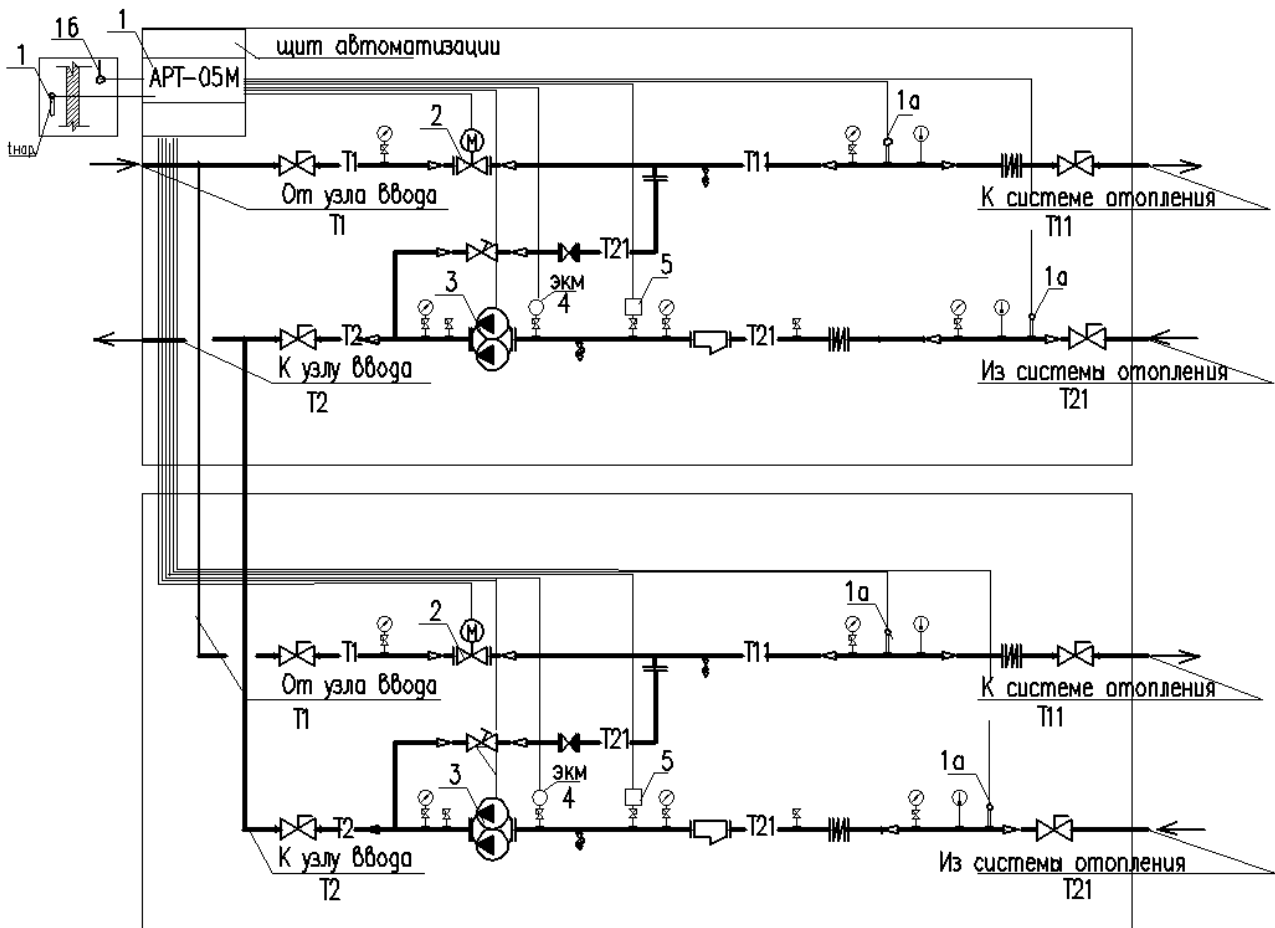 1б
1
щит автоматизации
1
АРТ-05М
1а
2
М
tнар.
Т1
Т11
От узла ввода
Т1
К системе отопления
Т11
Т21
5
1а
ЭКМ
4
3
Т2
Т21
К узлу ввода
Т2
Из системы отопления
Т21
1а
2
М
Т1
Т11
От узла ввода
Т1
К системе отопления
Т11
Т21
5
1а
ЭКМ
4
3
Т2
Т21
К узлу ввода
Т2
Из системы отопления
Т21